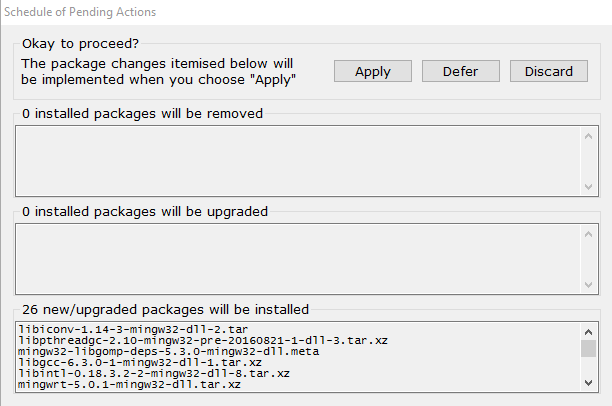 Schedule of Pending Actions
Okay to proceed?
The package changes itemised below will
be implemented when you choose "Apply"
Apply
Defer
Discard
0 installed packages will be removed
0 installed packages will be upgraded
26 new/upgraded packages will be installed
libiconv-1.14-3-mingw32-dll-2.tar
libpthreadgc-2.10-mingw32-pre-20160821-1-dll-3.tar.xz
mingw32-libgomp-deps-5.3.0-mingw32-dll.meta
libgcc-6.3.0-1-mingw32-dll-1.tar.xz
libintl-0.18.3.2-2-mingw32-dll-8.tar.xz
mingwrt-5.0.1-mingw32-dll.tar.xz